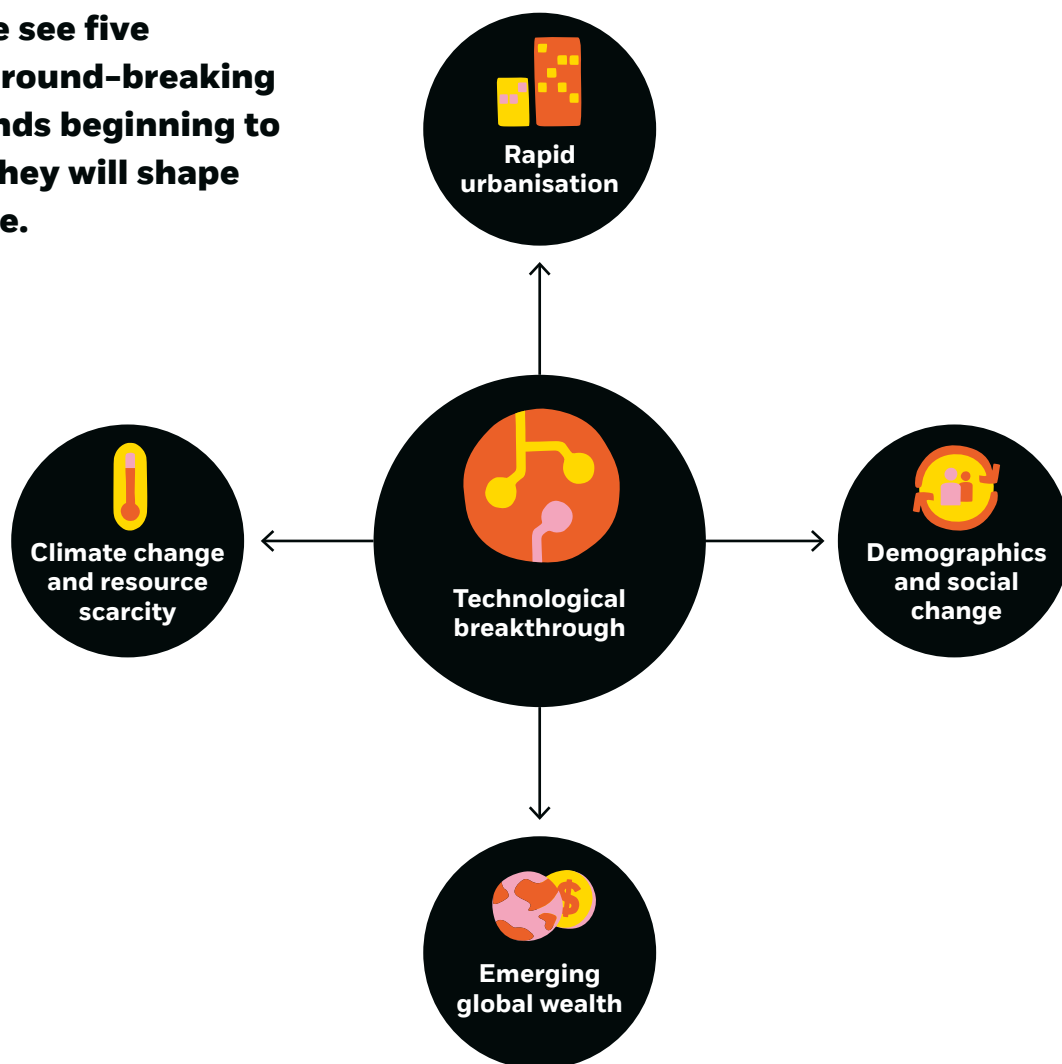 e see five
round-breaking
nds beginning to
hey will shape
e.
Rapid
urbanisation
Climate change
and resource
scarcity
Technological
breakthrough
Demographics
and social
change
$
Emerging
global wealth